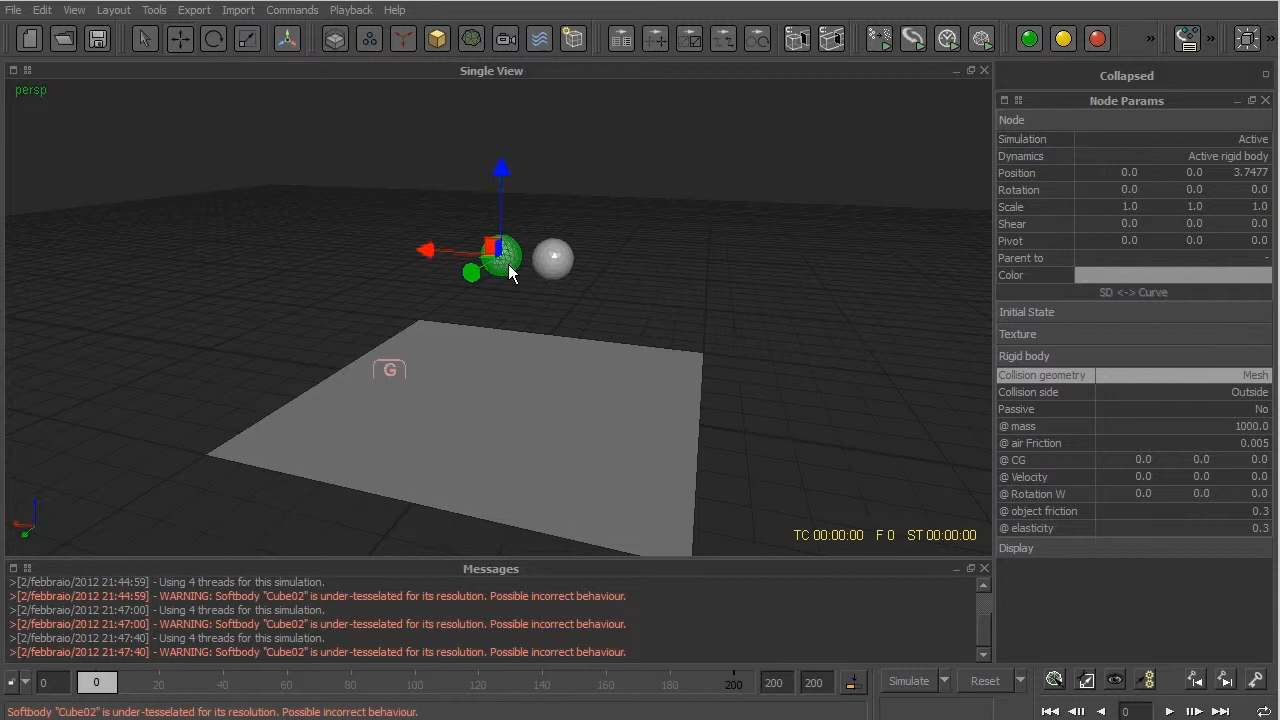 File Edit View Layout Tools Export Import Commands Playback Help
» » »
Single View
Collapsed
persp
Node Params
Node
Simulation Active
Dynamics Active rigid body
Position 0.0 0.0 3.7477
Rotation 0.0 0.0 0.0
Scale 1.0 1.0 1.0
Shear 0.0 0.0 0.0
Pivot 0.0 0.0 0.0
Parent to -
Color
SD <-> Curve
Initial State
Texture
Rigid body
G
Collision geometry Mesh
Collision side Outside
Passive No
@ mass 1000.0
@ air Friction 0.005
@ CG 0.0 0.0 0.0
@ Velocity 0.0 0.0 0.0
@ Rotation W 0.0 0.0 0.0
@ object friction 0.3
@ elasticity 0.3
Display
TC 00:00:00 F 0 ST 00:00:00
Messages
>[2/febbraio/2012 21:44:59] - Using 4 threads for this simulation.
>[2/febbraio/2012 21:44:59] - WARNING: Softbody "Cube02" is under-tesselated for its resolution. Possible incorrect behaviour.
>[2/febbraio/2012 21:47:00] - Using 4 threads for this simulation.
>[2/febbraio/2012 21:47:00] - WARNING: Softbody "Cube02" is under-tesselated for its resolution. Possible incorrect behaviour.
>[2/febbraio/2012 21:47:40] - Using 4 threads for this simulation.
>[2/febbraio/2012 21:47:40] - WARNING: Softbody "Cube02" is under-tesselated for its resolution. Possible incorrect behaviour.
0 0 20 40 60 80 100 120 140 160 180 200 200 200 Simulate Reset
Softbody "Cube02" is under-tesselated for its resolution. Possible incorrect behaviour.
0